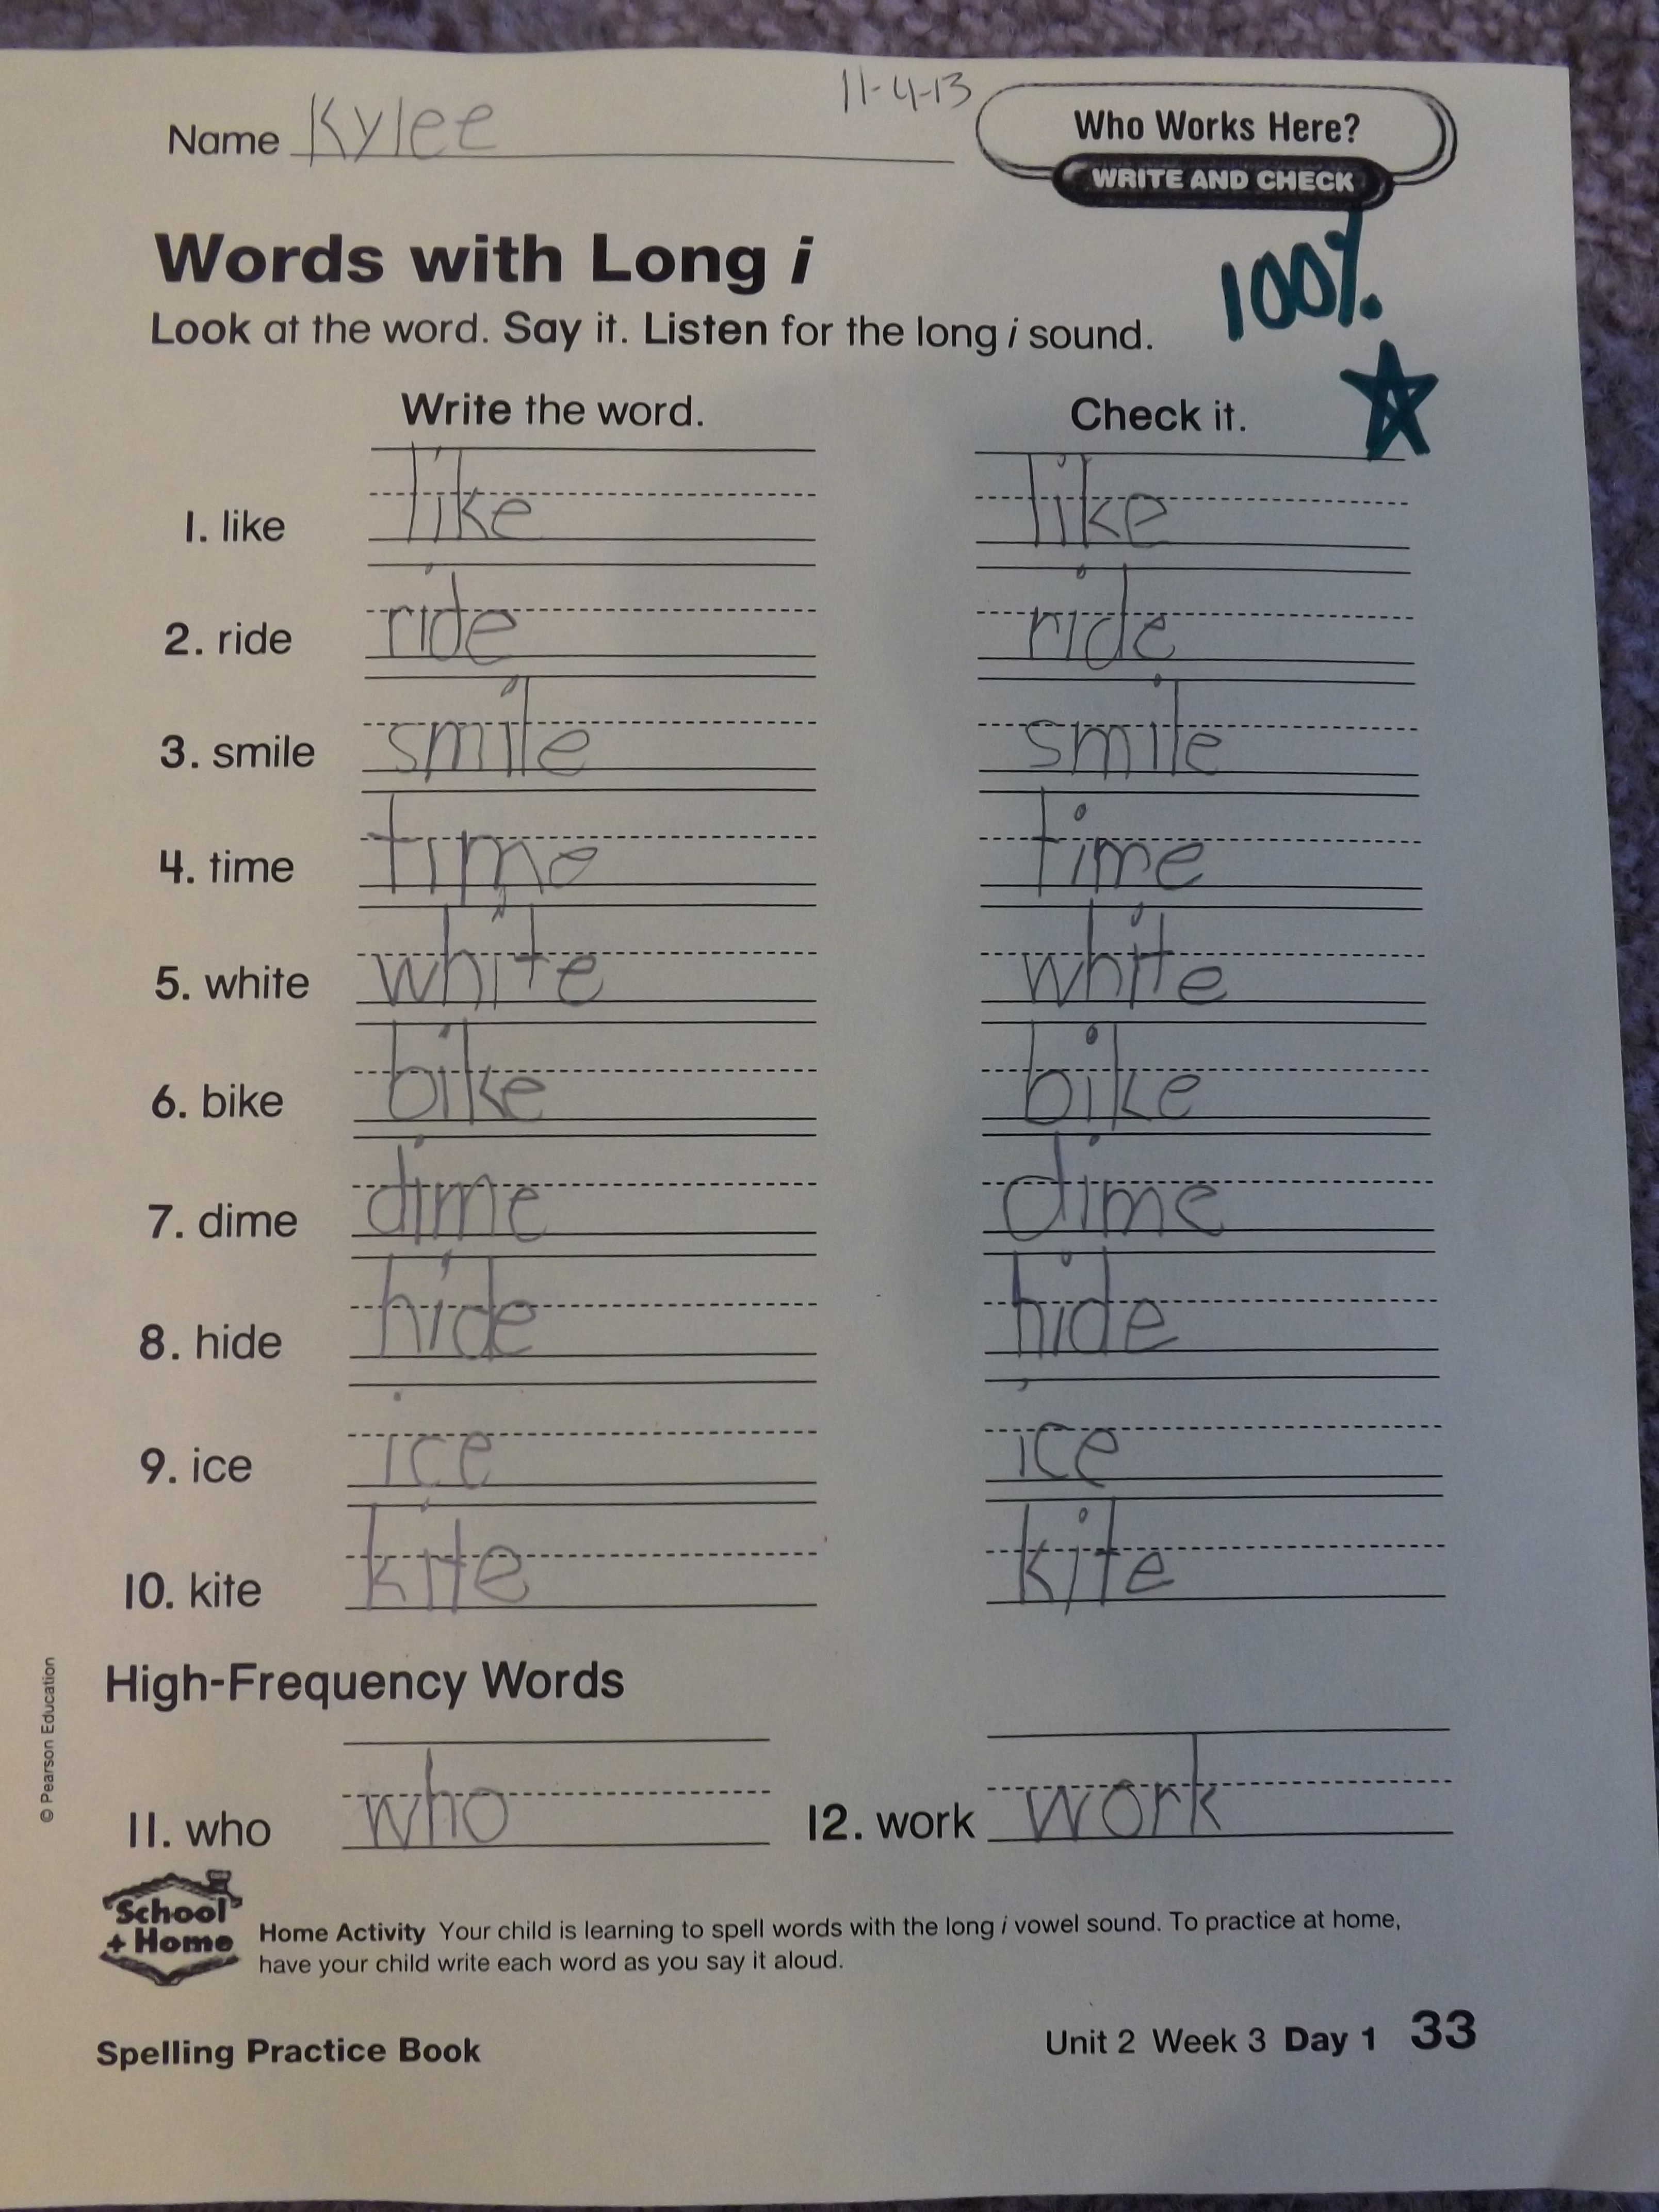 11-4-13
Name Kylee
Who Works Here?
WRITE AND CHECK
Words with Long i
100%
Look at the word. Say it. Listen for the long i sound.
Write the word. Check it.
1. like like like
2. ride ride ride
3. smile smile smile
4. time time time
5. white white white
6. bike bike bike
7. dime dime dime
8. hide hide hide
9. ice ice ice
10. kite kite kite
High-Frequency Words
11. who who 12. work work
© Pearson Education
School
+ Home
Home Activity Your child is learning to spell words with the long i vowel sound. To practice at home,
have your child write each word as you say it aloud.
Spelling Practice Book Unit 2 Week 3 Day 1 33